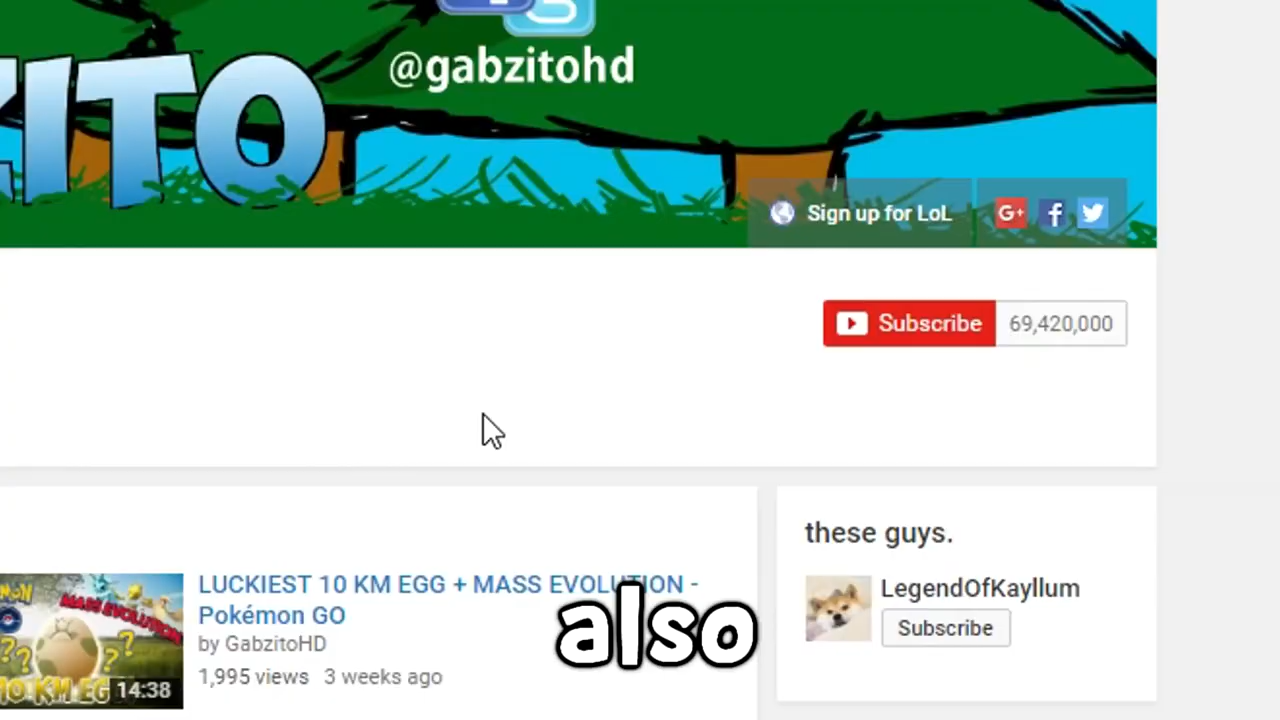 @gabzitohd
ZITO
Sign up for LoL
G+ f
Subscribe 69,420,000
these guys.
LUCKIEST 10 KM EGG + MASS EVOLUTION -
Pokémon GO
by GabzitoHD
1,995 views 3 weeks ago
MASS EVOLUTION
10 KM EG
14:38
also
LegendOfKayllum
Subscribe